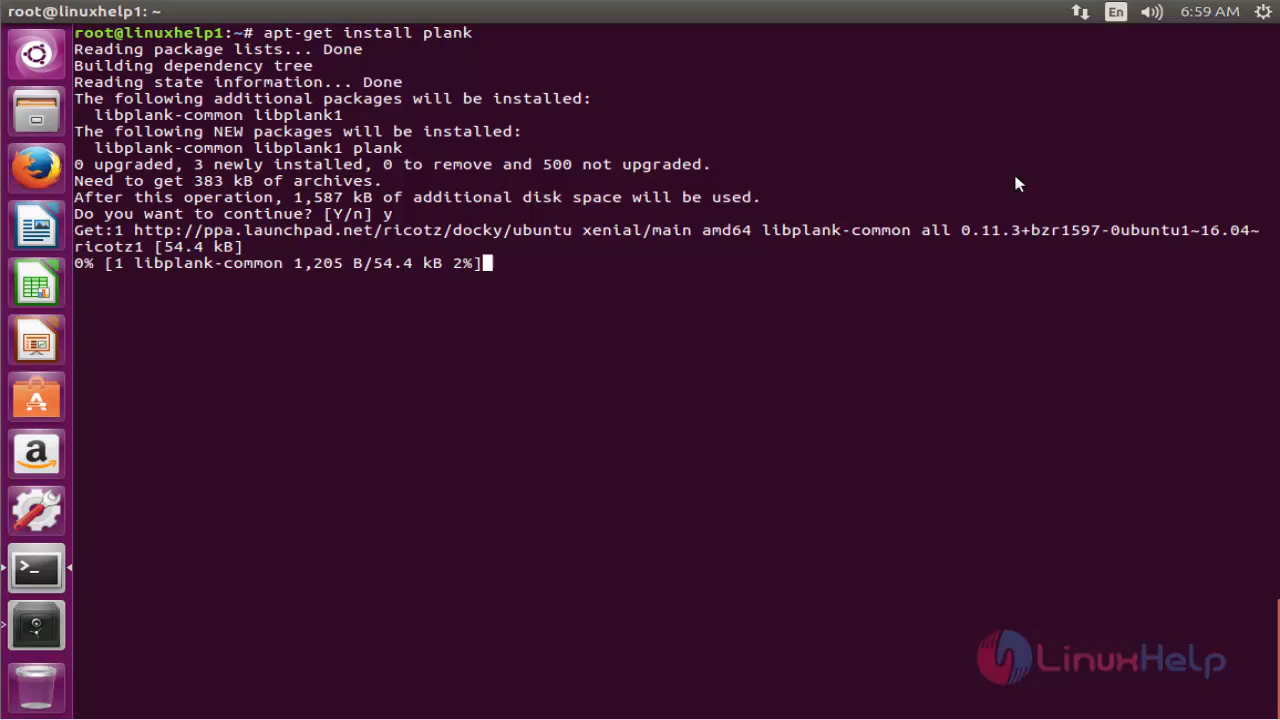 root@linuxhelp1: ~
En
6:59 AM
root@linuxhelp1:~# apt-get install plank
Reading package lists... Done
Building dependency tree
Reading state information... Done
The following additional packages will be installed:
  libplank-common libplank1
The following NEW packages will be installed:
  libplank-common libplank1 plank
0 upgraded, 3 newly installed, 0 to remove and 500 not upgraded.
Need to get 383 kB of archives.
After this operation, 1,587 kB of additional disk space will be used.
Do you want to continue? [Y/n] y
Get:1 http://ppa.launchpad.net/ricotz/docky/ubuntu xenial/main amd64 libplank-common all 0.11.3+bzr1597-0ubuntu1~16.04~
ricotz1 [54.4 kB]
0% [1 libplank-common 1,205 B/54.4 kB 2%]
LinuxHelp